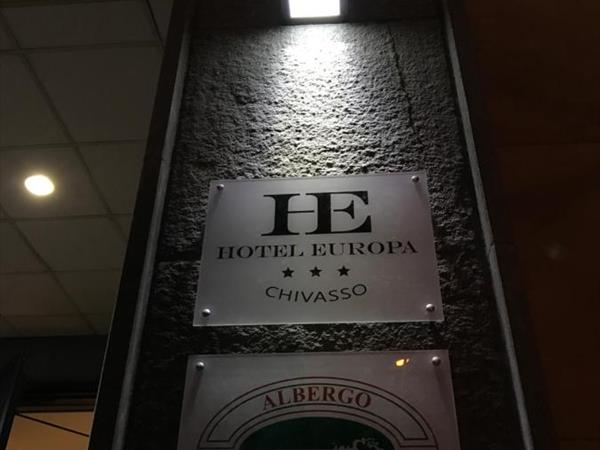 HE
HOTEL EUROPA
★ ★ ★
CHIVASSO
ALBERGO